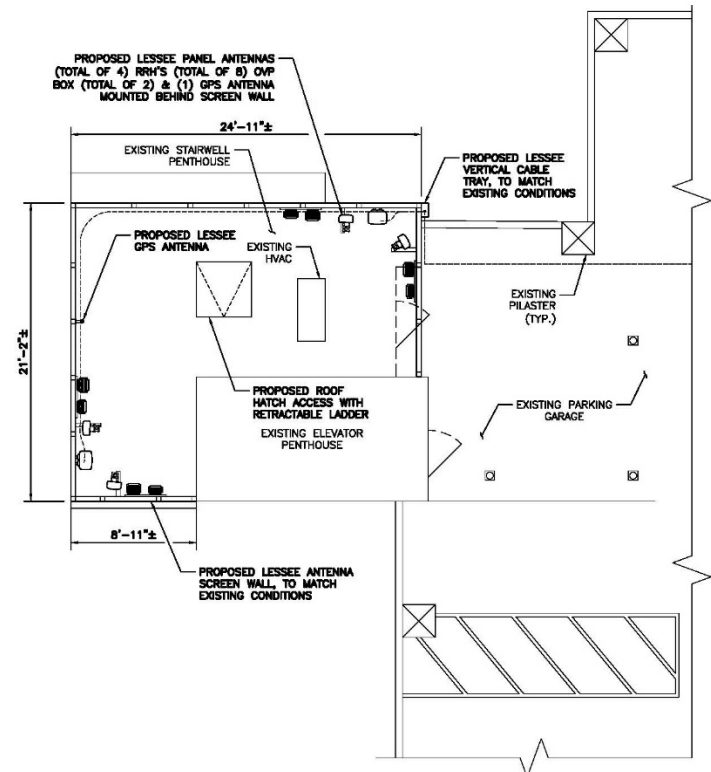 PROPOSED LESSEE PANEL ANTENNAS
(TOTAL OF 4) RRH'S (TOTAL OF 8) OVP
BOX (TOTAL OF 2) & (1) GPS ANTENNA
MOUNTED BEHIND SCREEN WALL
24'-11"±
EXISTING STAIRWELL
PENTHOUSE
PROPOSED LESSEE
VERTICAL CABLE
TRAY, TO MATCH
EXISTING CONDITIONS
PROPOSED LESSEE
GPS ANTENNA
EXISTING
HVAC
EXISTING
PILASTER
(TYP.)
21'-2"±
PROPOSED ROOF
HATCH ACCESS WITH
RETRACTABLE LADDER
EXISTING ELEVATOR
PENTHOUSE
EXISTING PARKING
GARAGE
8'-11"±
PROPOSED LESSEE ANTENNA
SCREEN WALL, TO MATCH
EXISTING CONDITIONS